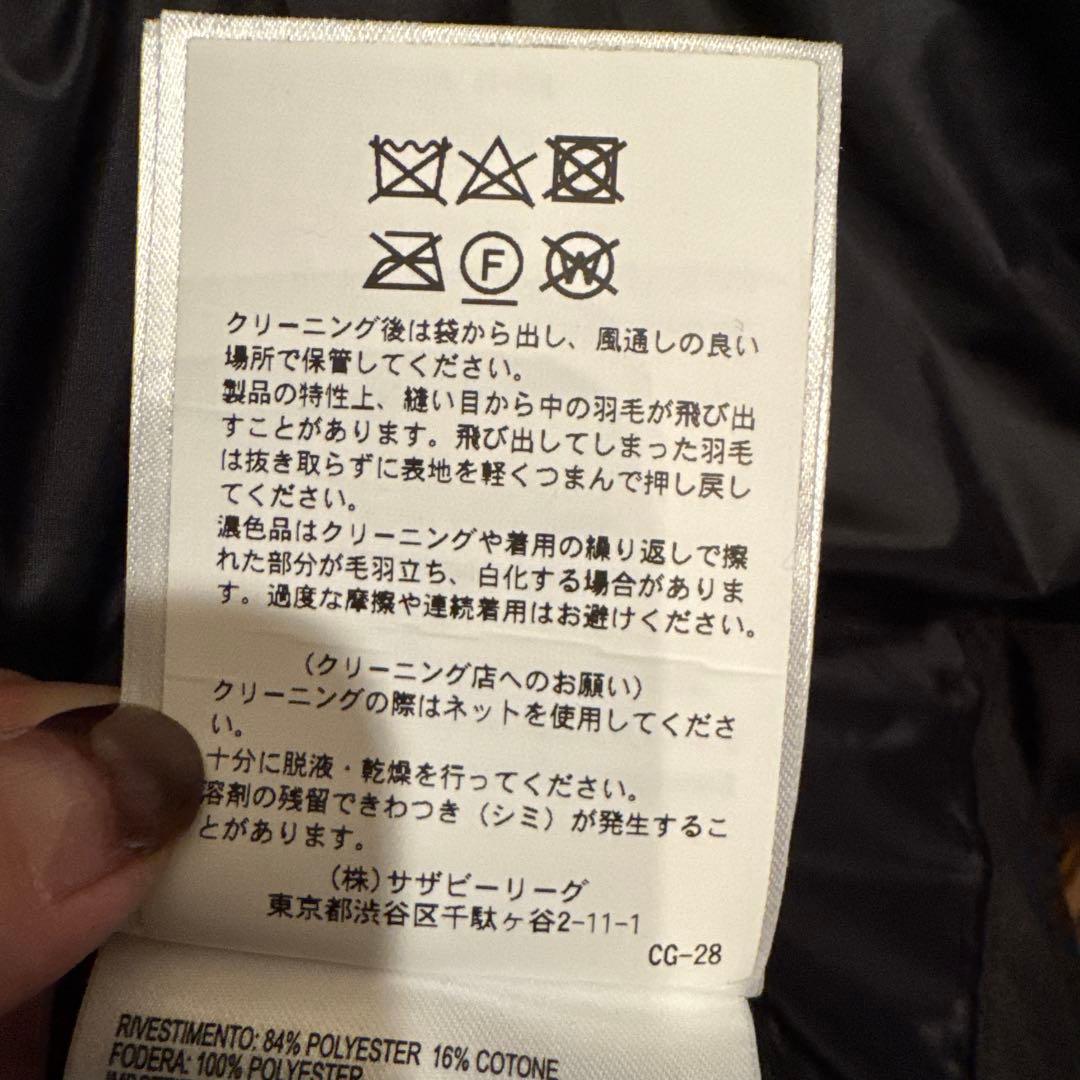 F W
クリーニング後は袋から出し、風通しの良い
場所で保管してください。
製品の特性上、縫い目から中の羽毛が飛び出
すことがあります。飛び出してしまった羽毛
は抜き取らずに表地を軽くつまんで押し戻し
てください。
濃色品はクリーニングや着用の繰り返しで擦
れた部分が毛羽立ち、白化する場合がありま
す。過度な摩擦や連続着用はお避けください。
(クリーニング店へのお願い)
クリーニングの際はネットを使用してくださ
い。
十分に脱液・乾燥を行ってください。
溶剤の残留できわつき(シミ)が発生するこ
とがあります。
(株)サザビーリーグ
東京都渋谷区千駄ヶ谷2-11-1
CG-28
RIVESTIMENTO: 84% POLYESTER 16% COTONE
FODERA: 100% POLYESTER